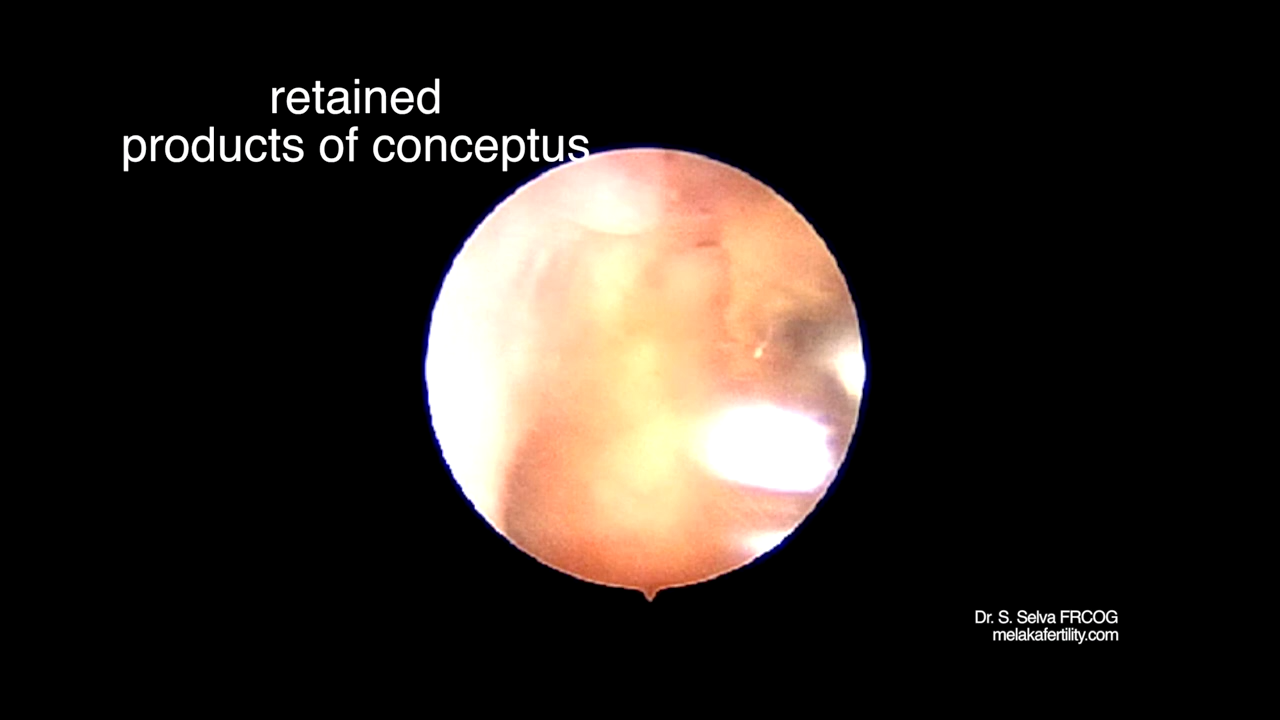 retained
products of conceptus
Dr. S. Selva FRCOG
melakafertility.com